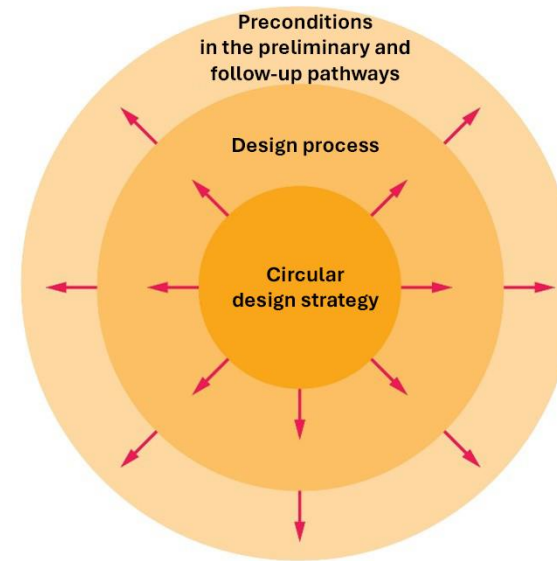 Preconditions
in the preliminary and
follow-up pathways
Design process
Circular
design strategy